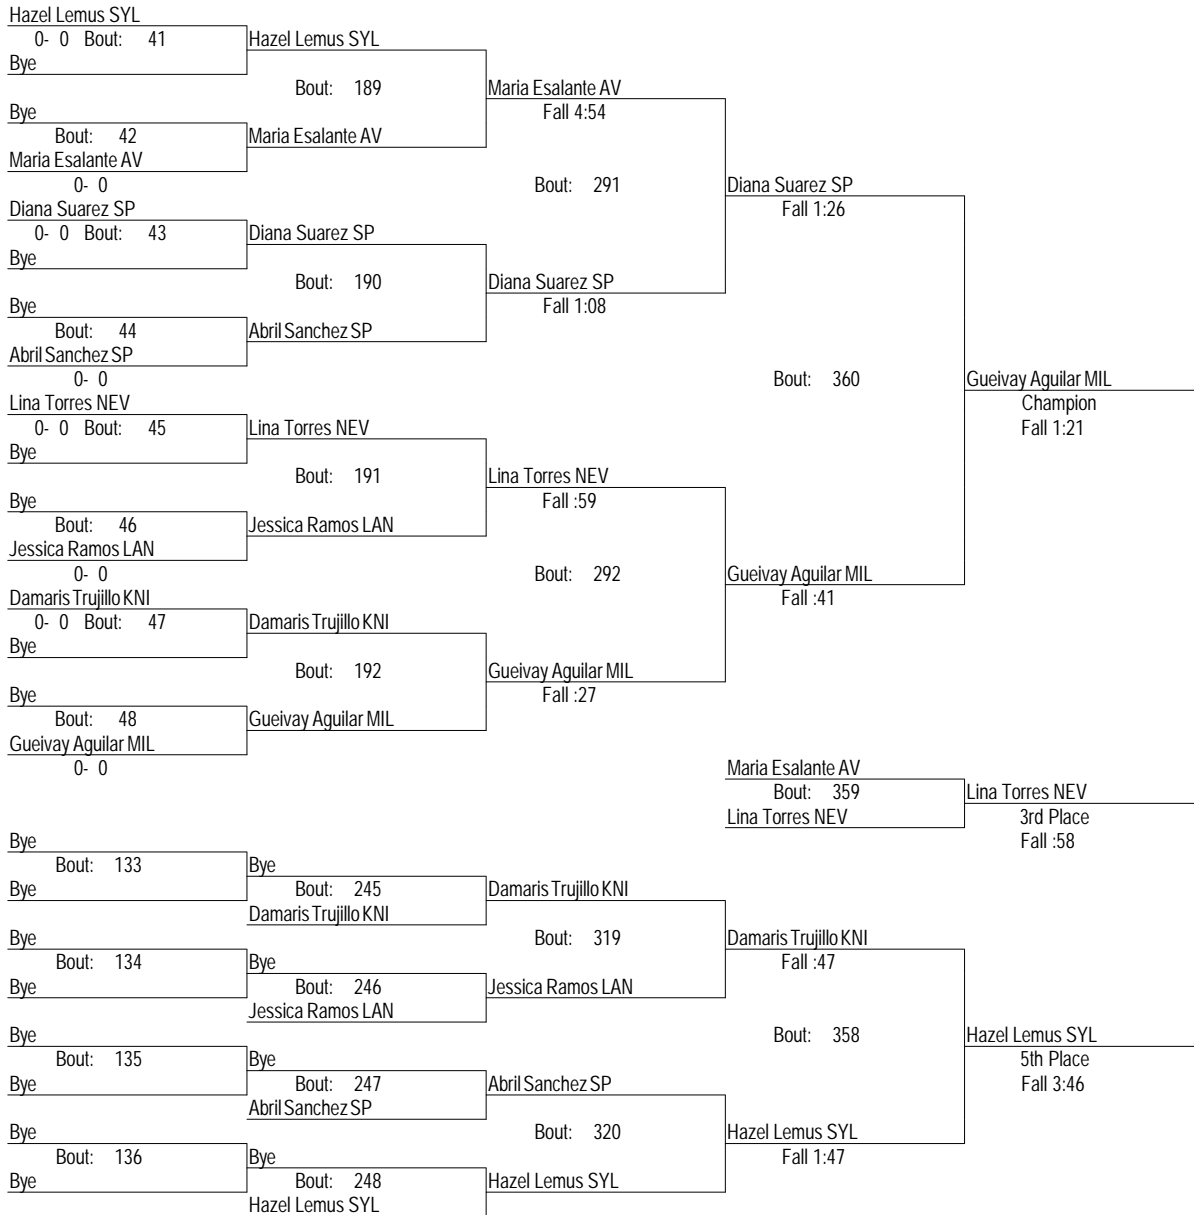 Hazel Lemus SYL
0- 0 Bout: 41
Hazel Lemus SYL
Bye
Bout: 189
Maria Esalante AV
Bye
Fall 4:54
Bout: 42
Maria Esalante AV
Maria Esalante AV
0- 0
Bout: 291
Diana Suarez SP
Diana Suarez SP
Fall 1:26
0- 0 Bout: 43
Diana Suarez SP
Bye
Bout: 190
Diana Suarez SP
Bye
Fall 1:08
Bout: 44
Abril Sanchez SP
Abril Sanchez SP
0- 0
Bout: 360
Gueivay Aguilar MIL
Lina Torres NEV
Champion
0- 0 Bout: 45
Lina Torres NEV
Fall 1:21
Bye
Bout: 191
Lina Torres NEV
Bye
Fall :59
Bout: 46
Jessica Ramos LAN
Jessica Ramos LAN
0- 0
Bout: 292
Gueivay Aguilar MIL
Damaris Trujillo KNI
Fall :41
0- 0 Bout: 47
Damaris Trujillo KNI
Bye
Bout: 192
Gueivay Aguilar MIL
Bye
Fall :27
Bout: 48
Gueivay Aguilar MIL
Gueivay Aguilar MIL
0- 0
Maria Esalante AV
Bout: 359
Lina Torres NEV
Lina Torres NEV
3rd Place
Fall :58
Bye
Bout: 133
Bye
Bye
Bout: 245
Damaris Trujillo KNI
Damaris Trujillo KNI
Bye
Bout: 319
Damaris Trujillo KNI
Bout: 134
Bye
Fall :47
Bye
Bout: 246
Jessica Ramos LAN
Jessica Ramos LAN
Bye
Bout: 358
Hazel Lemus SYL
Bout: 135
Bye
5th Place
Bye
Bout: 247
Abril Sanchez SP
Fall 3:46
Abril Sanchez SP
Bye
Bout: 320
Hazel Lemus SYL
Bout: 136
Bye
Fall 1:47
Bye
Bout: 248
Hazel Lemus SYL
Hazel Lemus SYL